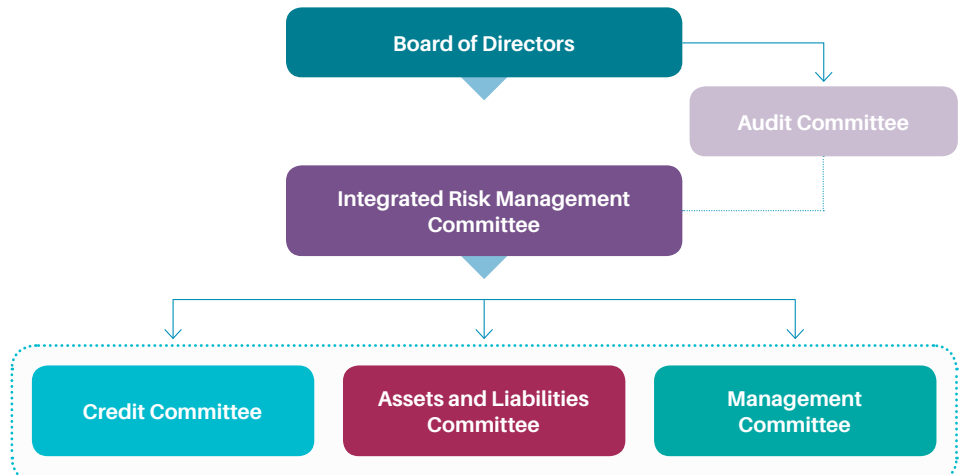 Board of Directors
Audit Committee
Integrated Risk Management
Committee
Credit Committee
Assets and Liabilities
Committee
Management
Committee